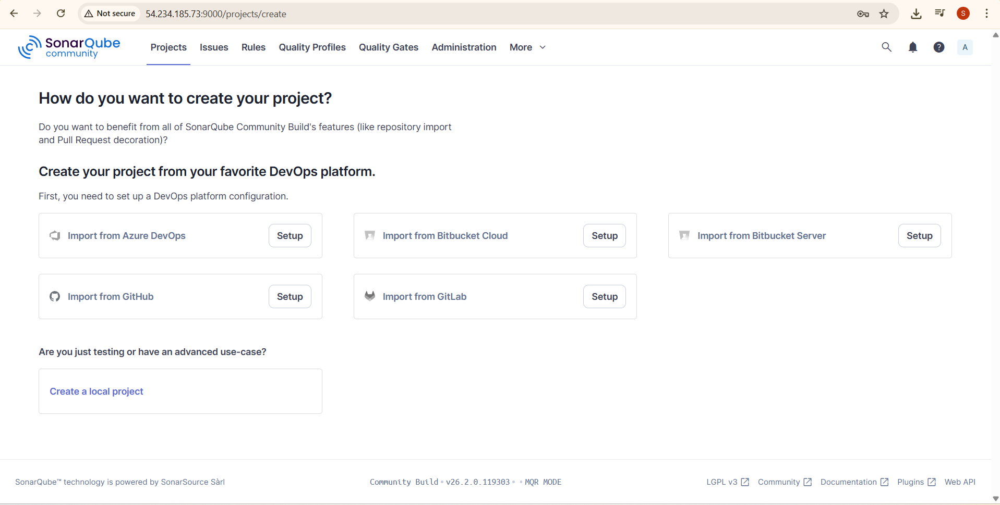 Not secure 54.234.185.73:9000/projects/create S
SonarQube community Projects Issues Rules Quality Profiles Quality Gates Administration More ? A
How do you want to create your project?
Do you want to benefit from all of SonarQube Community Build's features (like repository import
and Pull Request decoration)?
Create your project from your favorite DevOps platform.
First, you need to set up a DevOps platform configuration.
Import from Azure DevOps Setup Import from Bitbucket Cloud Setup Import from Bitbucket Server Setup
Import from GitHub Setup Import from GitLab Setup
Are you just testing or have an advanced use-case?
Create a local project
SonarQube™ technology is powered by SonarSource Sàrl Community Build • v26.2.0.119303 • • MQR MODE LGPL v3 Community Documentation Plugins Web API